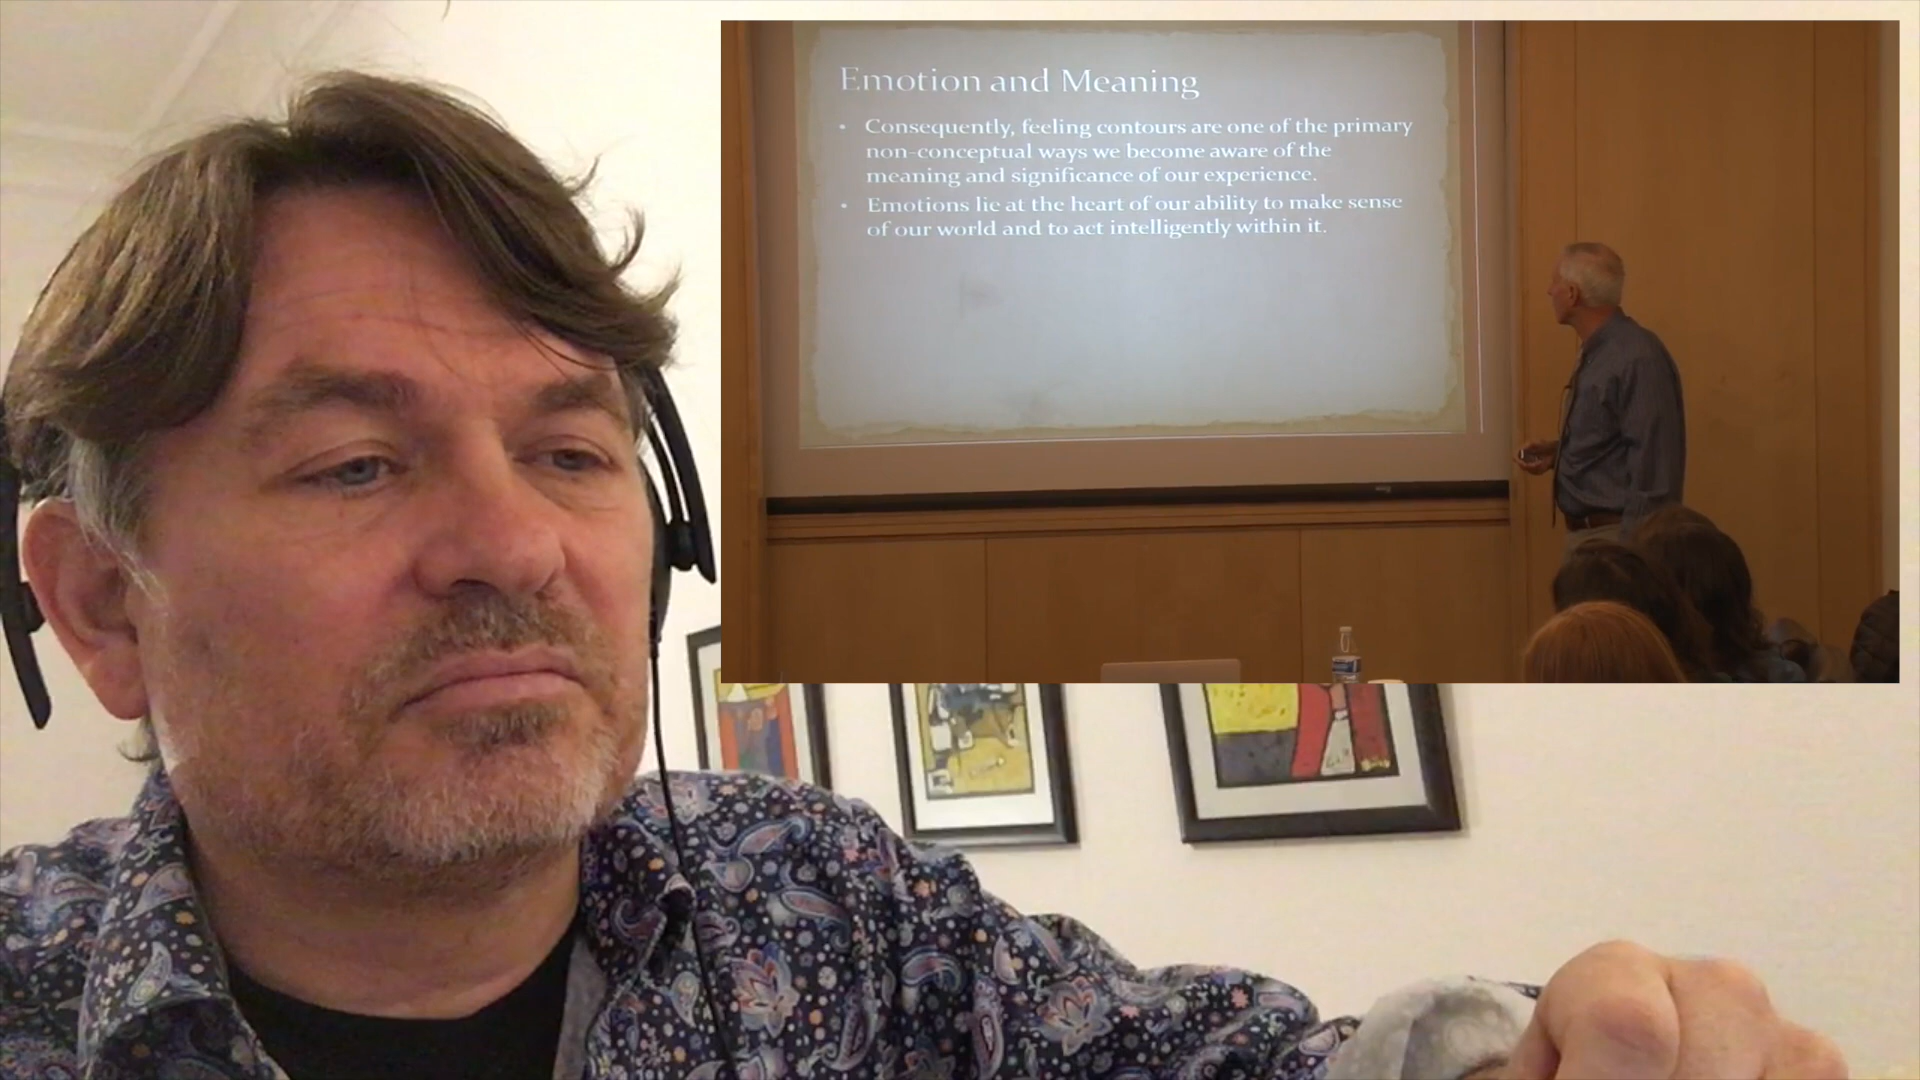 Emotion and Meaning
• Consequently, feeling contours are one of the primary
non-conceptual ways we become aware of the
meaning and significance of our experience.
• Emotions lie at the heart of our ability to make sense
of our world and to act intelligently within it.